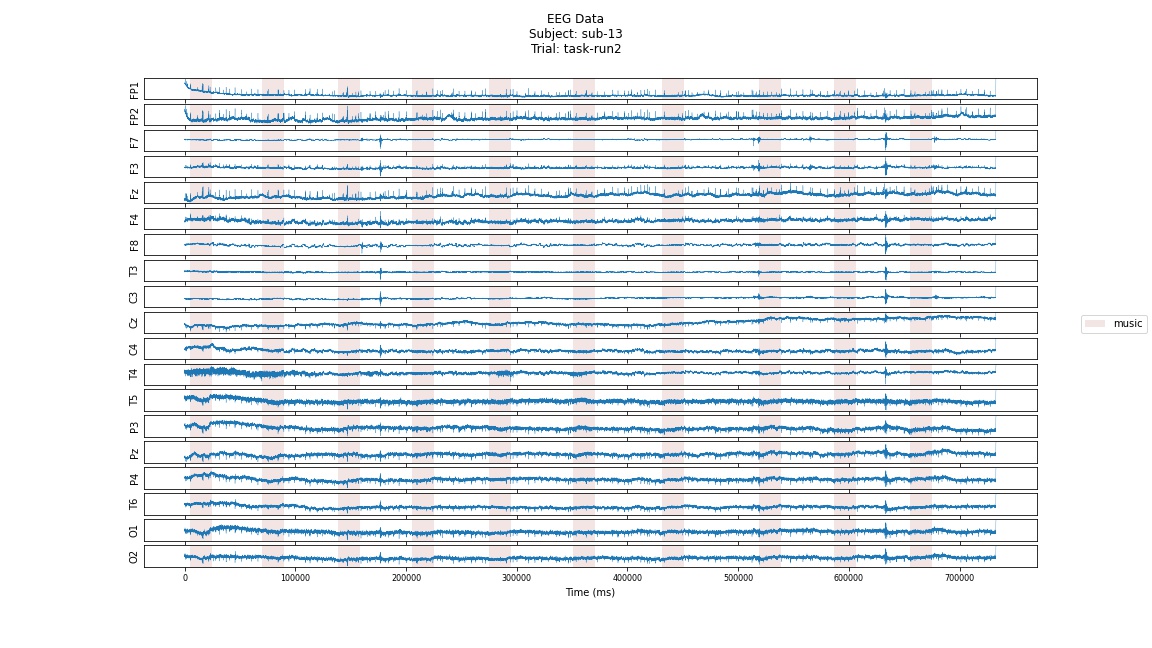 EEG Data
Subject: sub-13
Trial: task-run2
FP1
FP2
F7
F3
Fz
F4
F8
T3
C3
Cz
C4
T4
T5
P3
Pz
P4
T6
O1
O2
music
0 100000 200000 300000 400000 500000 600000 700000
Time (ms)